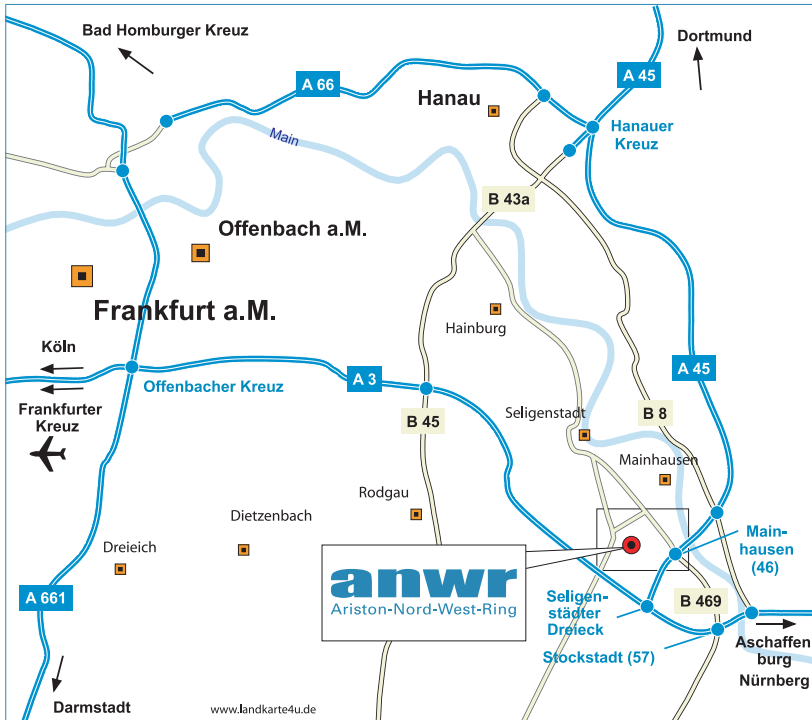 Bad Homburger Kreuz
Dortmund
A 45
A 66
Hanau
Hanauer
Kreuz
Main
B 43a
Offenbach a.M.
Frankfurt a.M.
Hainburg
Köln
A 45
Offenbacher Kreuz
A 3
Frankfurter
Kreuz
B 45
Seligenstadt
B 8
Mainhausen
Rodgau
Dietzenbach
Dreieich
Main-
hausen
(46)
anwr
Ariston-Nord-West-Ring
A 661
Seligen-
städter
Dreieck
B 469
Stockstadt (57)
Aschaffen
burg
Nürnberg
Darmstadt
www.landkarte4u.de